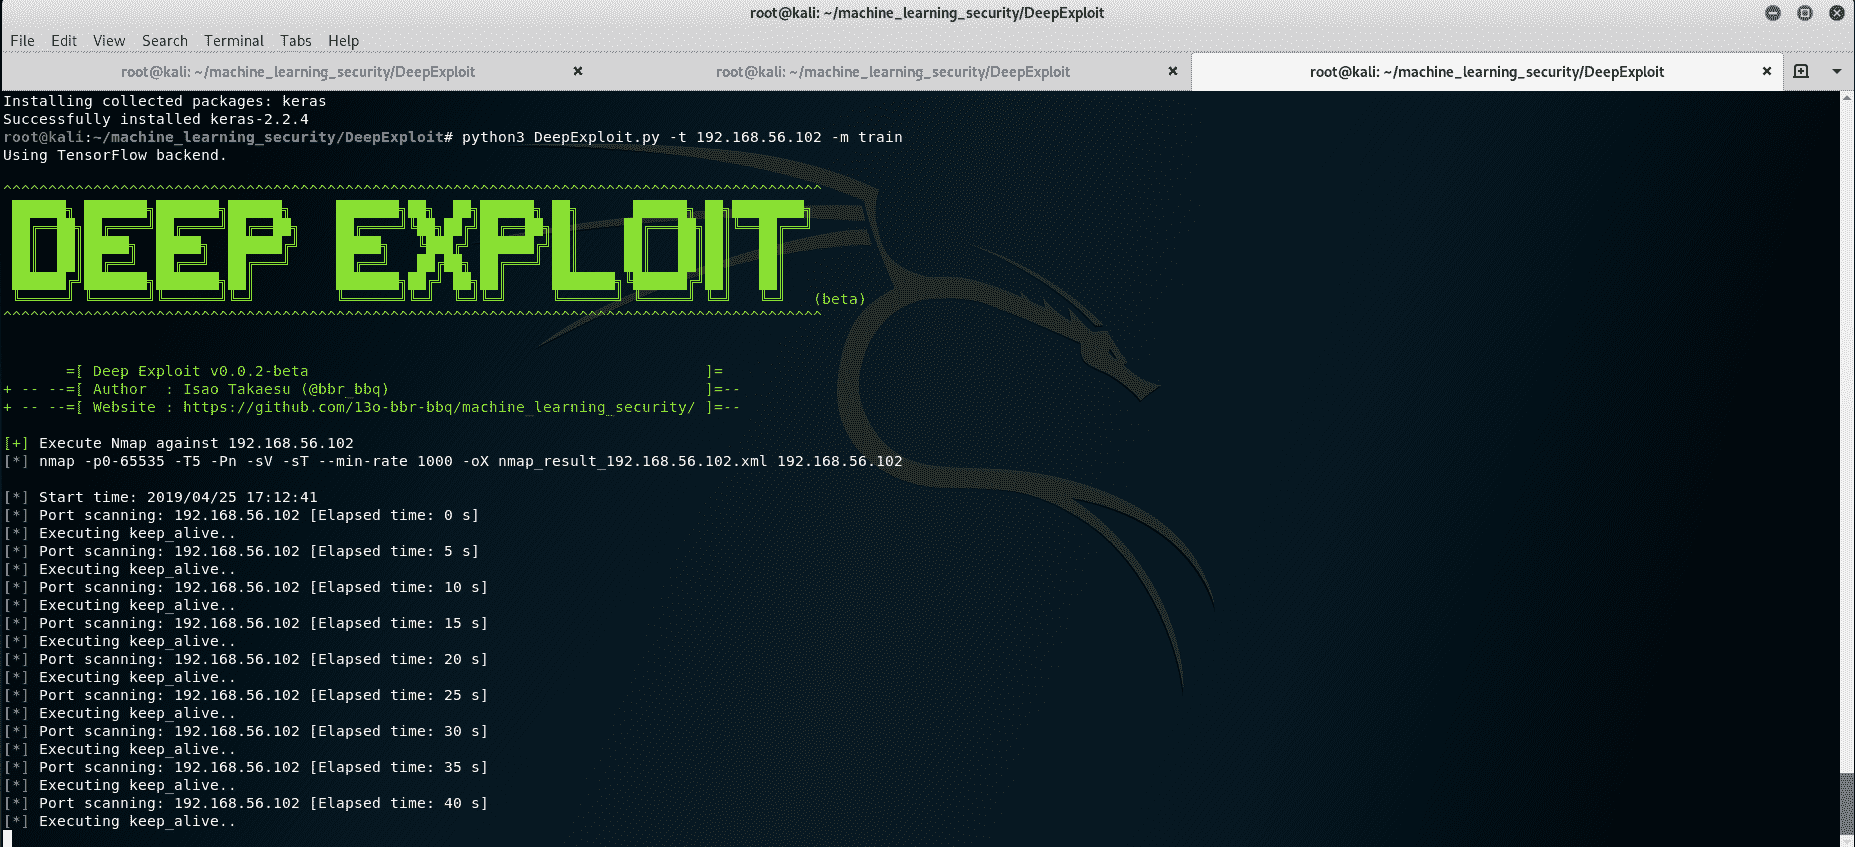 root@kali: ~/machine_learning_security/DeepExploit
File Edit View Search Terminal Tabs Help
root@kali: ~/machine_learning_security/DeepExploit root@kali: ~/machine_learning_security/DeepExploit root@kali: ~/machine_learning_security/DeepExploit
Installing collected packages: keras
Successfully installed keras-2.2.4
root@kali:~/machine_learning_security/DeepExploit# python3 DeepExploit.py -t 192.168.56.102 -m train
Using TensorFlow backend.
^^^^^^^^^^^^^^^^^^^^^^^^^^^^^^^^^^^^^^^^^^^^^^^^^^^^^^^^^^^^^^^^^^^^^^^^^^^^^^^^^^^^^^^^^^^
DEEP EXPLOIT (beta)
^^^^^^^^^^^^^^^^^^^^^^^^^^^^^^^^^^^^^^^^^^^^^^^^^^^^^^^^^^^^^^^^^^^^^^^^^^^^^^^^^^^^^^^^^^^
=[ Deep Exploit v0.0.2-beta ]=
+ -- --=[ Author : Isao Takaesu (@bbr_bbq) ]=--
+ -- --=[ Website : https://github.com/13o-bbr-bbq/machine_learning_security/ ]=--
[+] Execute Nmap against 192.168.56.102
[*] nmap -p0-65535 -T5 -Pn -sV -sT --min-rate 1000 -oX nmap_result_192.168.56.102.xml 192.168.56.102
[*] Start time: 2019/04/25 17:12:41
[*] Port scanning: 192.168.56.102 [Elapsed time: 0 s]
[*] Executing keep_alive..
[*] Port scanning: 192.168.56.102 [Elapsed time: 5 s]
[*] Executing keep_alive..
[*] Port scanning: 192.168.56.102 [Elapsed time: 10 s]
[*] Executing keep_alive..
[*] Port scanning: 192.168.56.102 [Elapsed time: 15 s]
[*] Executing keep_alive..
[*] Port scanning: 192.168.56.102 [Elapsed time: 20 s]
[*] Executing keep_alive..
[*] Port scanning: 192.168.56.102 [Elapsed time: 25 s]
[*] Executing keep_alive..
[*] Port scanning: 192.168.56.102 [Elapsed time: 30 s]
[*] Executing keep_alive..
[*] Port scanning: 192.168.56.102 [Elapsed time: 35 s]
[*] Executing keep_alive..
[*] Port scanning: 192.168.56.102 [Elapsed time: 40 s]
[*] Executing keep_alive..